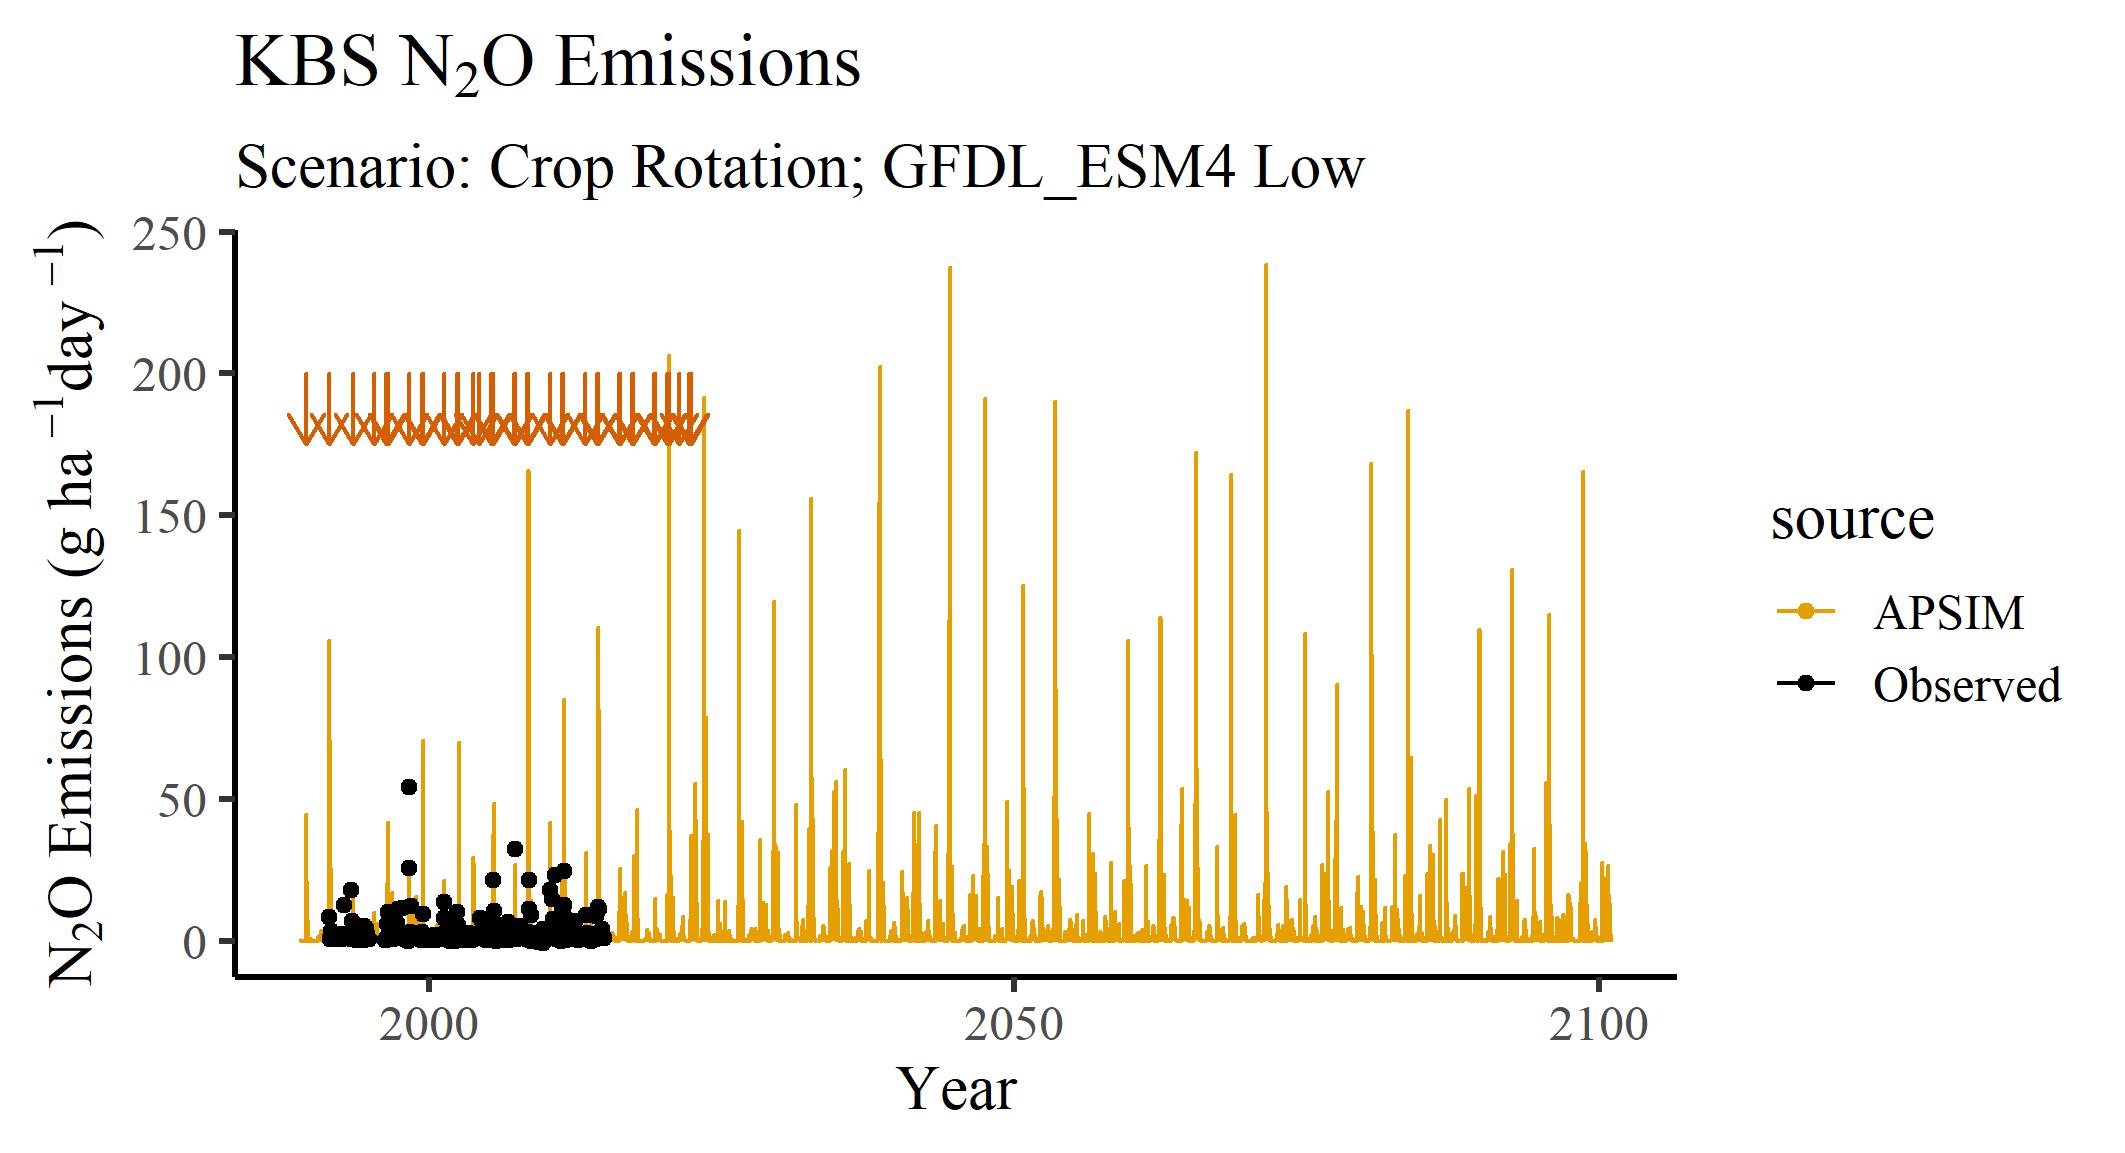 KBS N₂O Emissions
Scenario: Crop Rotation; GFDL_ESM4 Low
N₂O Emissions (g ha ⁻¹day ⁻¹)
250
200
150
100
50
0
2000
2050
2100
Year
source
APSIM
Observed